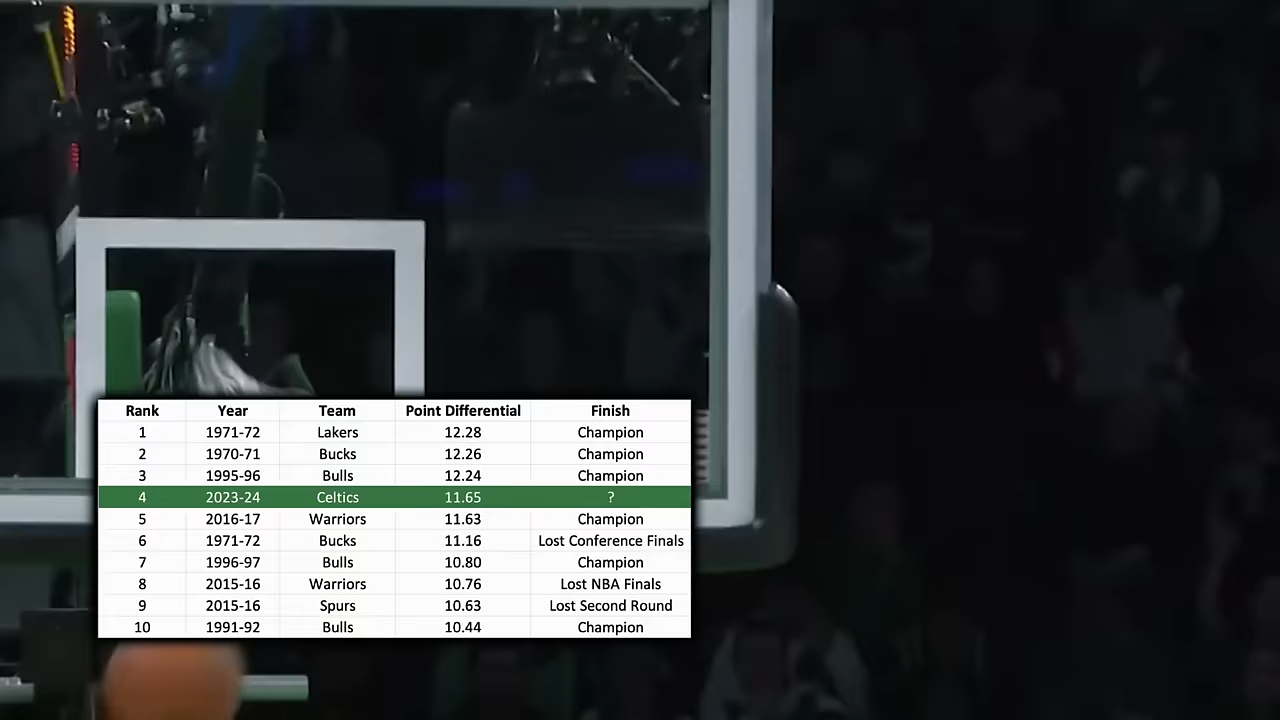 Rank Year Team Point Differential Finish
1 1971-72 Lakers 12.28 Champion
2 1970-71 Bucks 12.26 Champion
3 1995-96 Bulls 12.24 Champion
4 2023-24 Celtics 11.65 ?
5 2016-17 Warriors 11.63 Champion
6 1971-72 Bucks 11.16 Lost Conference Finals
7 1996-97 Bulls 10.80 Champion
8 2015-16 Warriors 10.76 Lost NBA Finals
9 2015-16 Spurs 10.63 Lost Second Round
10 1991-92 Bulls 10.44 Champion